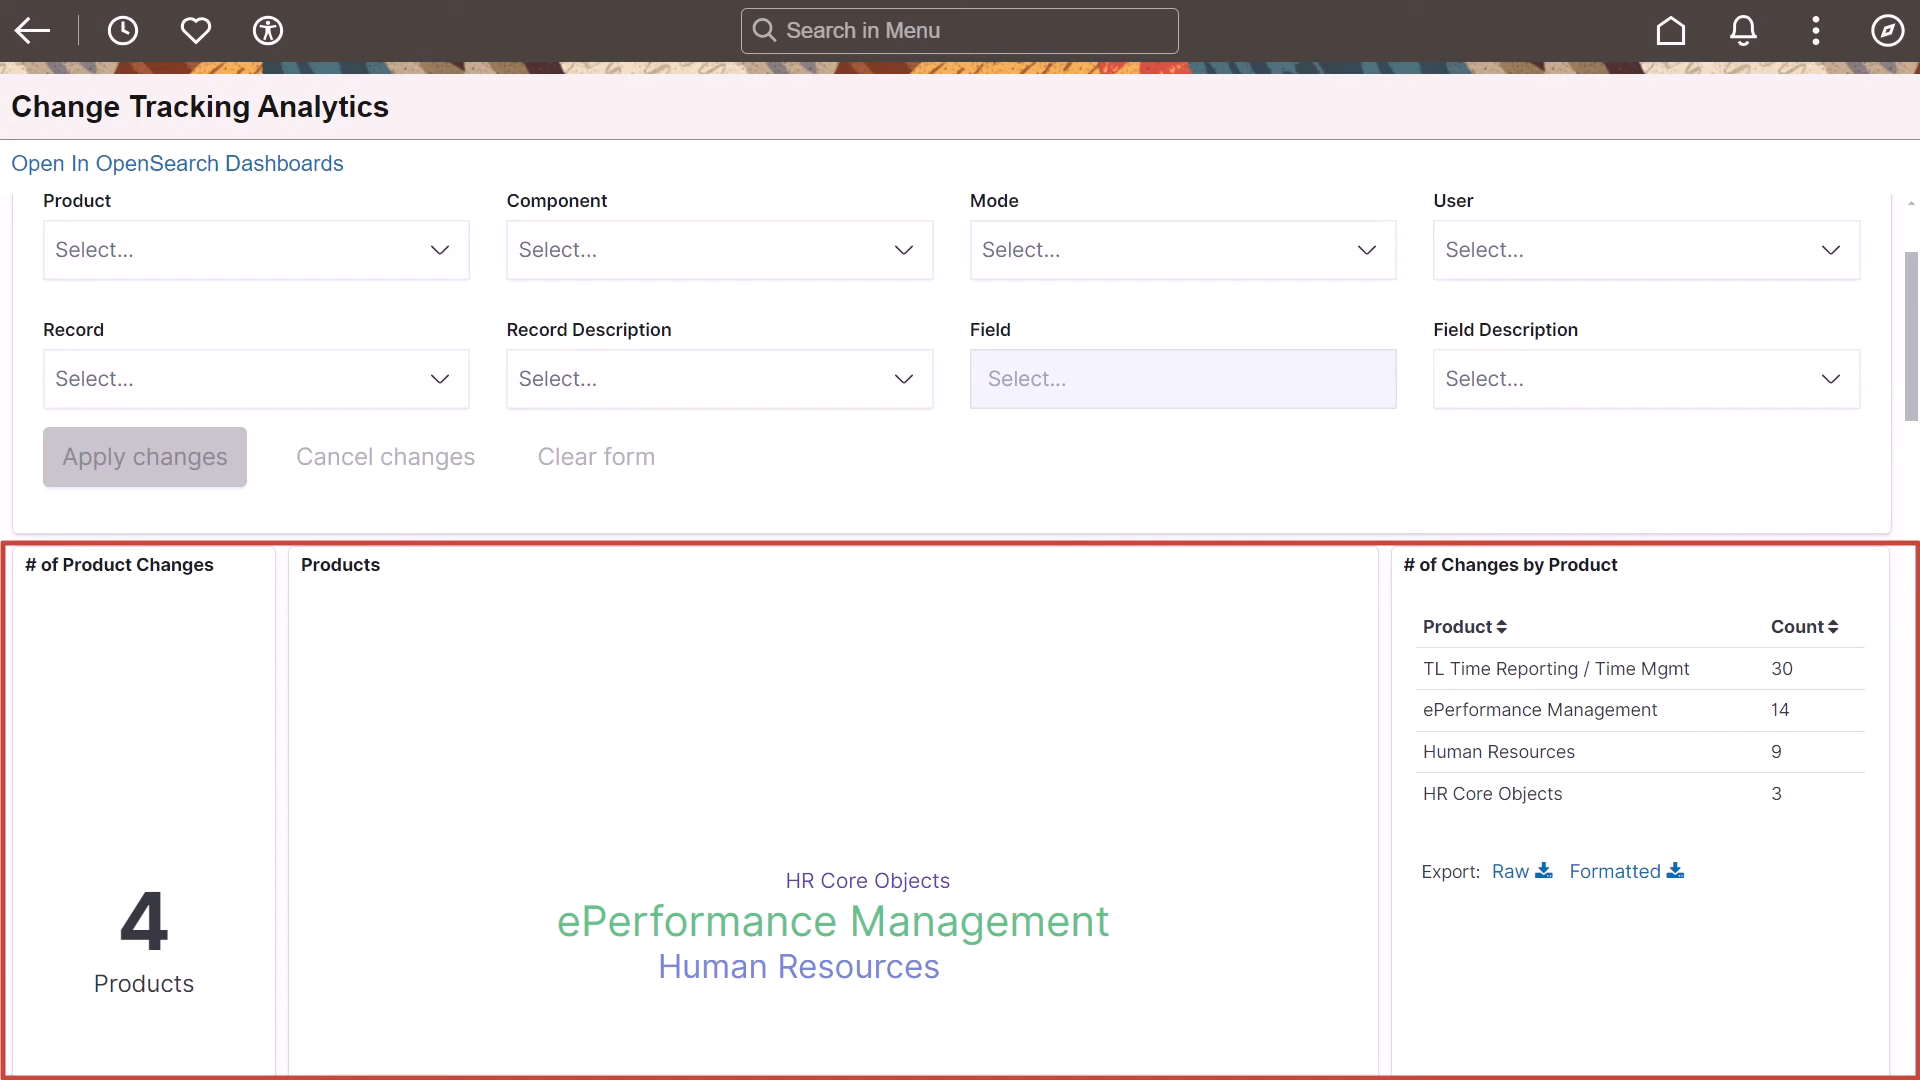 Search in Menu
Change Tracking Analytics
Open In OpenSearch Dashboards
Product Component Mode User
Select... Select... Select... Select...
Record Record Description Field Field Description
Select... Select... Select... Select...
Apply changes Cancel changes Clear form
# of Product Changes
4
Products
Products
HR Core Objects
ePerformance Management
Human Resources
# of Changes by Product
Product Count
TL Time Reporting / Time Mgmt 30
ePerformance Management 14
Human Resources 9
HR Core Objects 3
Export: Raw Formatted